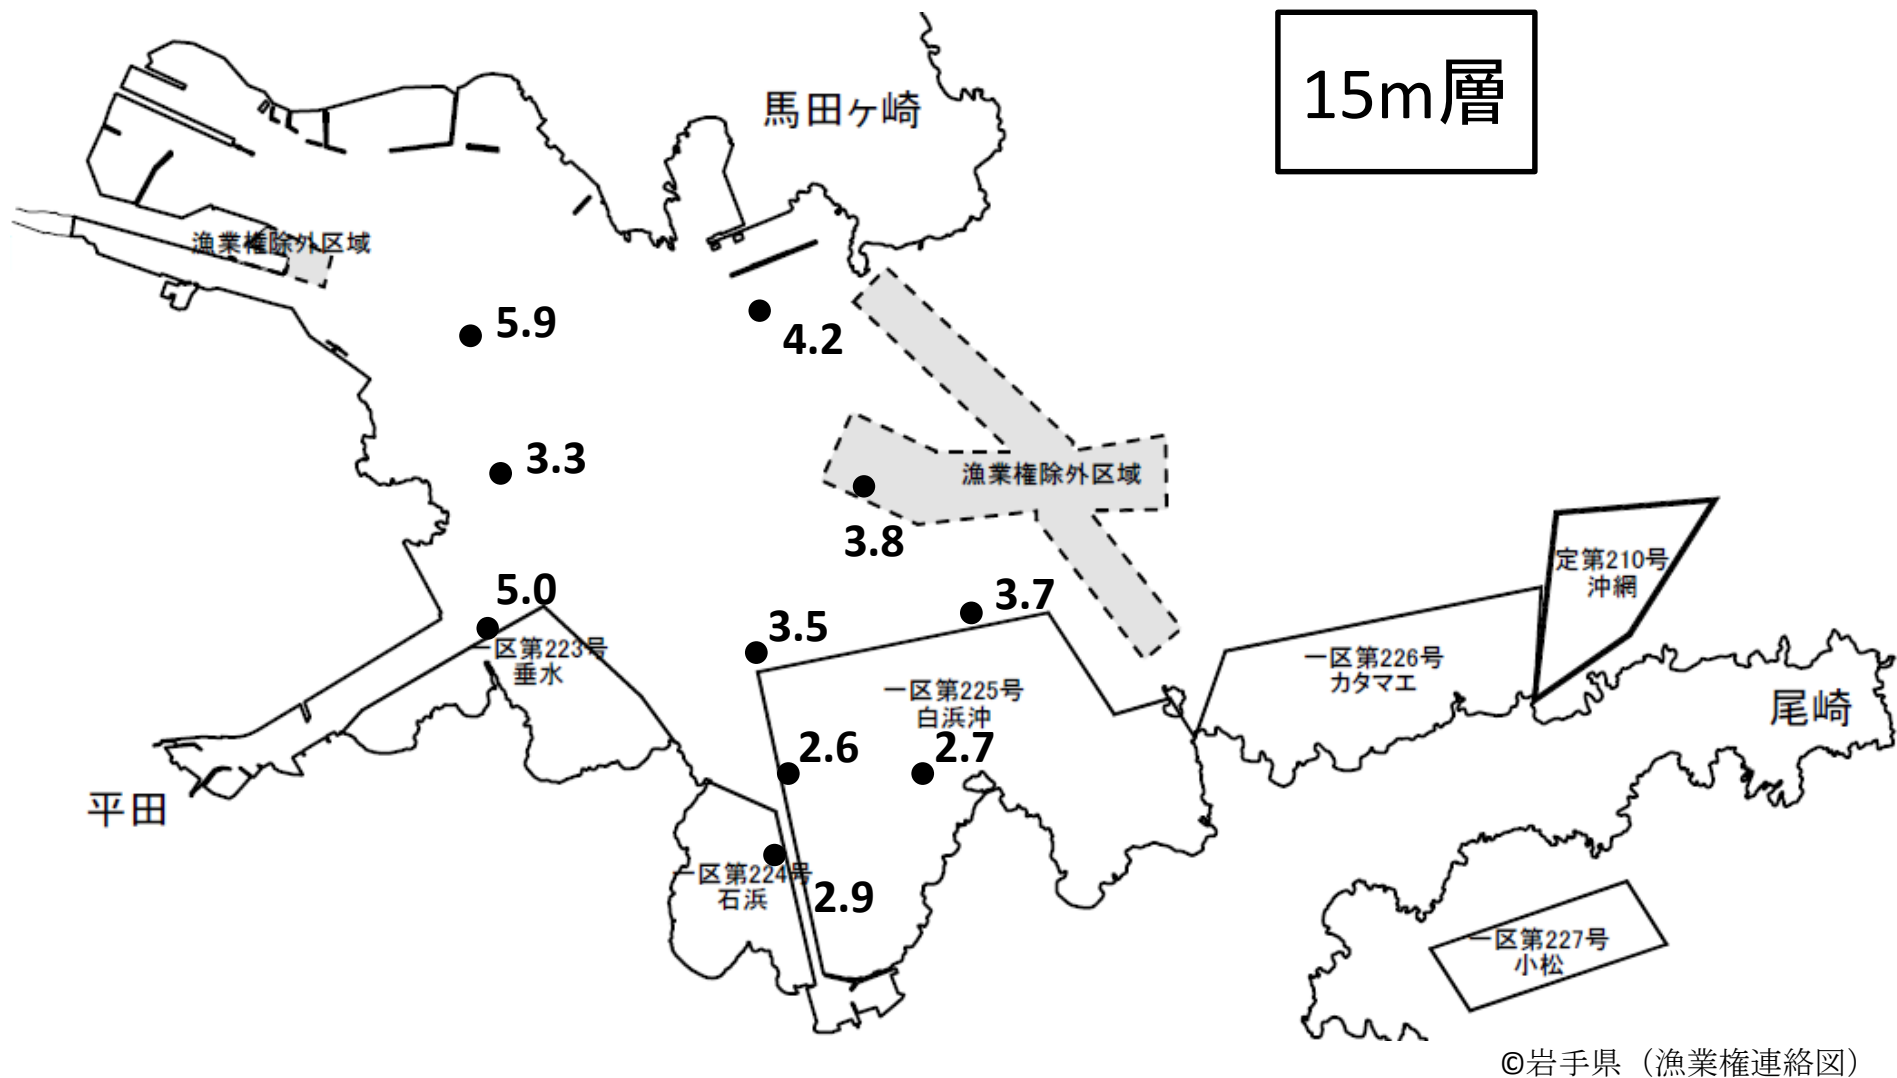 15m層
馬田ヶ崎
漁業権除外区域
5.9
4.2
3.3
漁業権除外区域
3.8
定第210号
沖網
5.0
3.7
3.5
一区第223号
垂水
一区第226号
カタマエ
一区第225号
白浜沖
尾崎
2.6
2.7
平田
一区第224号
石浜
2.9
一区第227号
小松
©岩手県（漁業権連絡図）